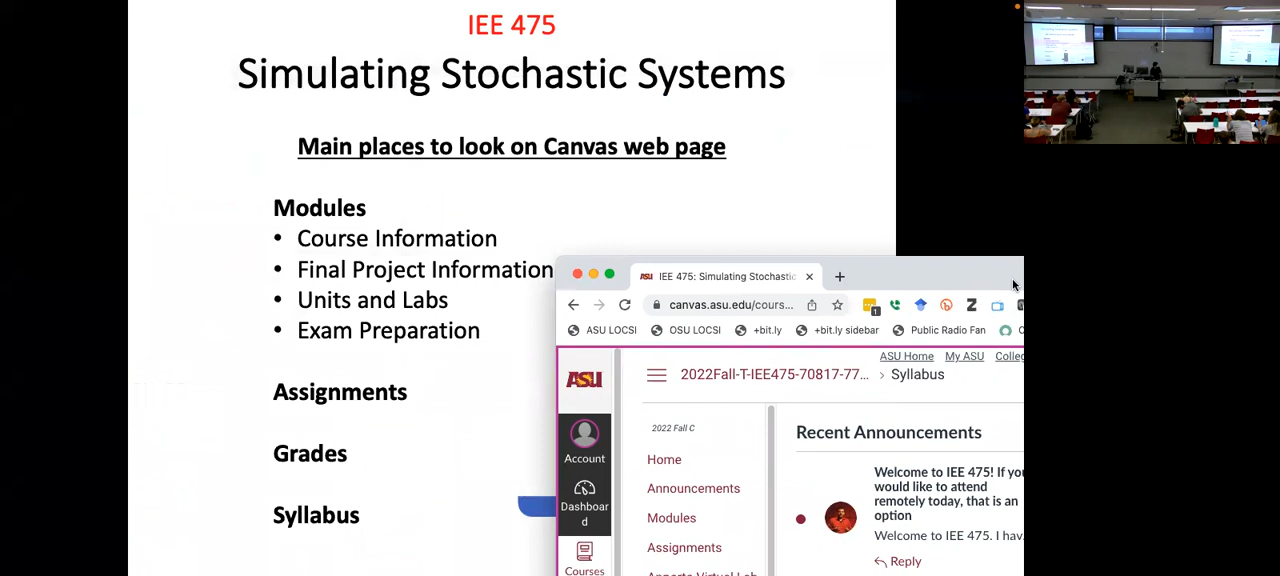 IEE 475
Simulating Stochastic Systems
Main places to look on Canvas web page
Modules
• Course Information
• Final Project Information
• Units and Labs
• Exam Preparation
Assignments
Grades
Syllabus
ASU IEE 475: Simulating Stochastic
canvas.asu.edu/cours...
ASU LOCSI
OSU LOCSI
+bit.ly
+bit.ly sidebar
Public Radio Fan
ASU Home My ASU
ASU
2022Fall-T-IEE475-70817-77... > Syllabus
2022 Fall C
Recent Announcements
Account
Home
Announcements
Modules
Assignments
Dashboar
d
Courses
Welcome to IEE 475! If you
would like to attend
remotely today, that is an
option
Welcome to IEE 475. I hav
Reply